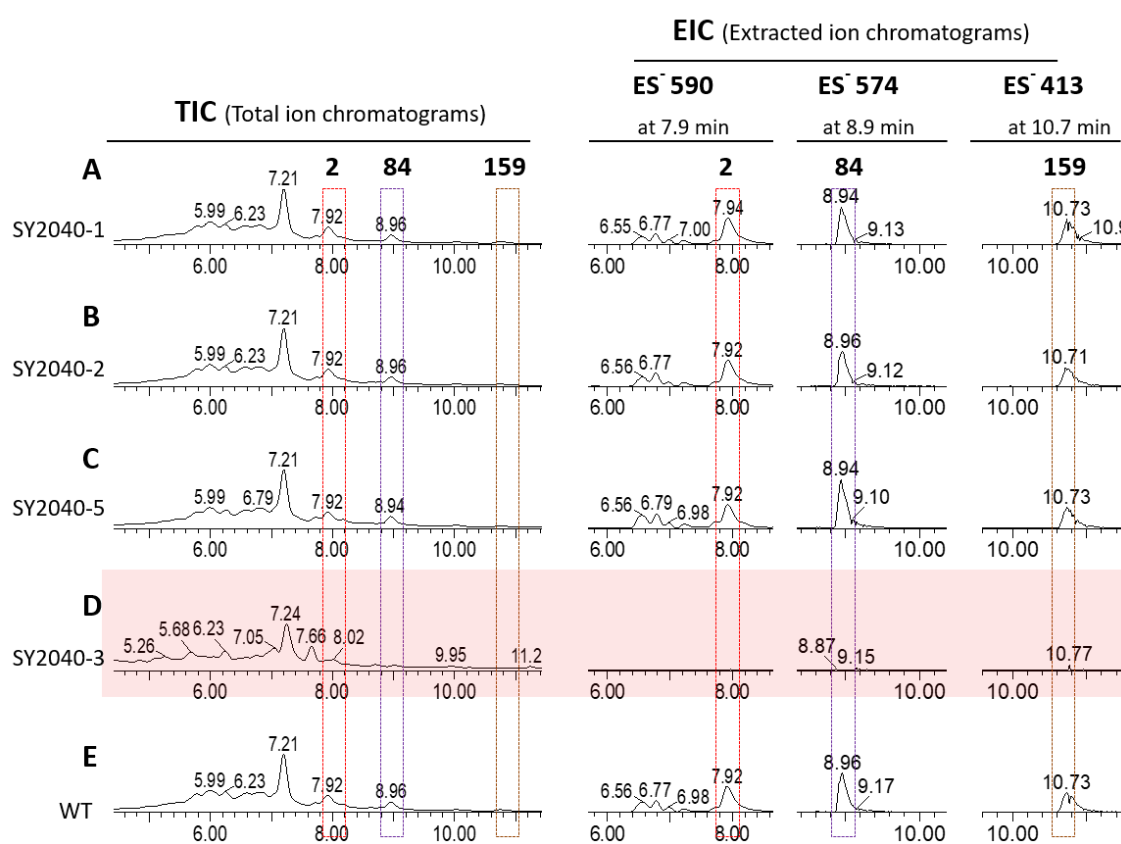 EIC (Extracted ion chromatograms)
ES⁻ 590 ES⁻ 574 ES⁻ 413
TIC (Total ion chromatograms)
at 7.9 min at 8.9 min at 10.7 min
A 2 84 159 2 84 159
SY2040-1
5.99 6.23 7.21 7.92 8.96
6.55 6.77 7.00 7.94
8.94 9.13
10.73
6.00 8.00 10.00 6.00 8.00 10.00 10.00
B
SY2040-2
5.99 6.23 7.21 7.92 8.96
6.56 6.77 7.92
8.96 9.12
10.71
6.00 8.00 10.00 6.00 8.00 10.00 10.00
C
SY2040-5
5.99 6.79 7.21 7.92 8.94
6.56 6.79 6.98 7.92
8.94 9.10
10.73
6.00 8.00 10.00 6.00 8.00 10.00 10.00
D
SY2040-3
5.26 5.68 6.23 7.05 7.24 7.66 8.02 9.95 11.2
8.87 9.15
10.77
6.00 8.00 10.00 6.00 8.00 10.00 10.00
E
WT
5.99 6.23 7.21 7.92 8.96
6.56 6.77 6.98 7.92
8.96 9.17
10.73
6.00 8.00 10.00 6.00 8.00 10.00 10.00